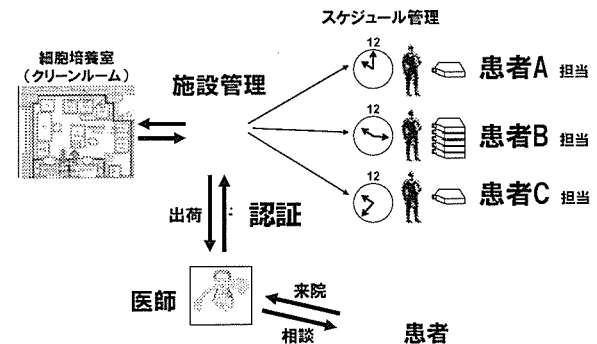 スケジュール管理
細胞培養室
(クリーンルーム)
施設管理
12
患者A 担当
12
患者B 担当
12
患者C 担当
出荷
認証
医師
来院
相談
患者